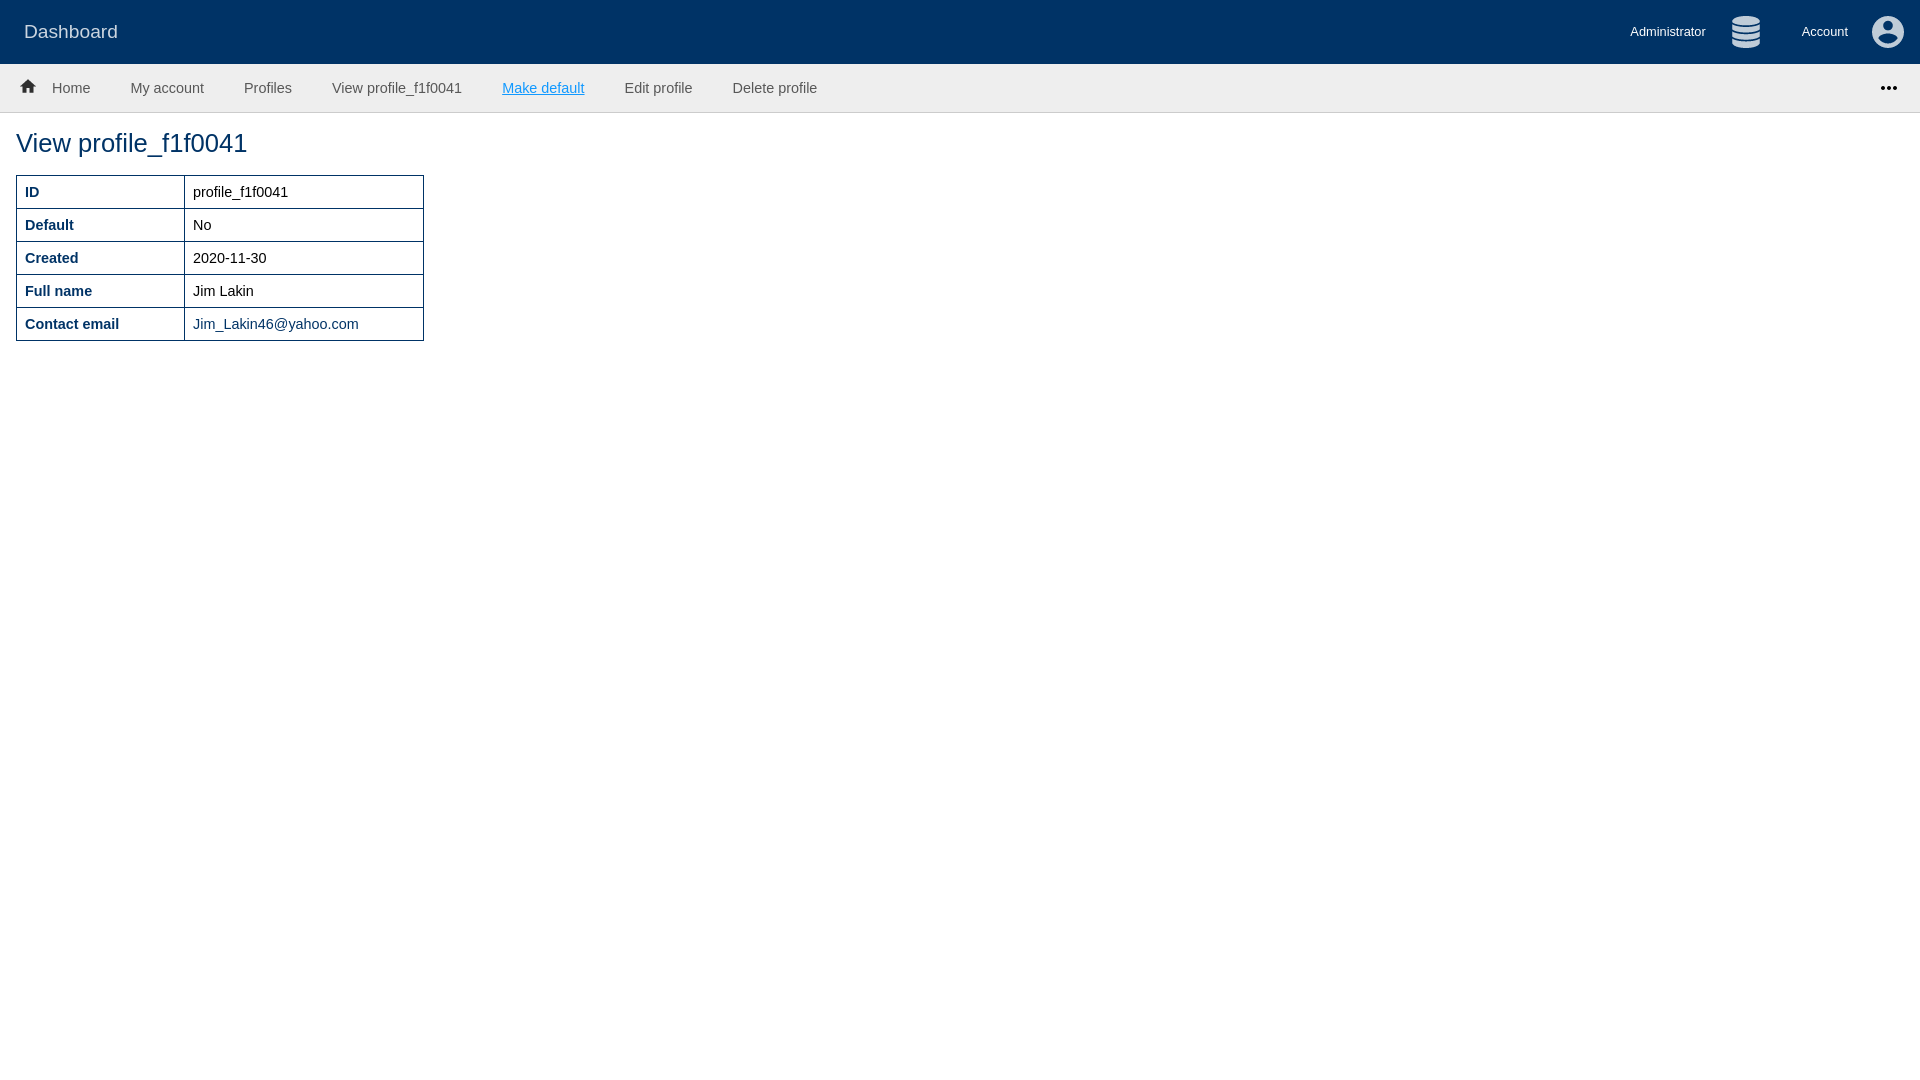 Dashboard
Administrator
Account
Home
My account
Profiles
View profile_f1f0041
Make default
Edit profile
Delete profile
View profile_f1f0041
ID profile_f1f0041
Default No
Created 2020-11-30
Full name Jim Lakin
Contact email Jim_Lakin46@yahoo.com